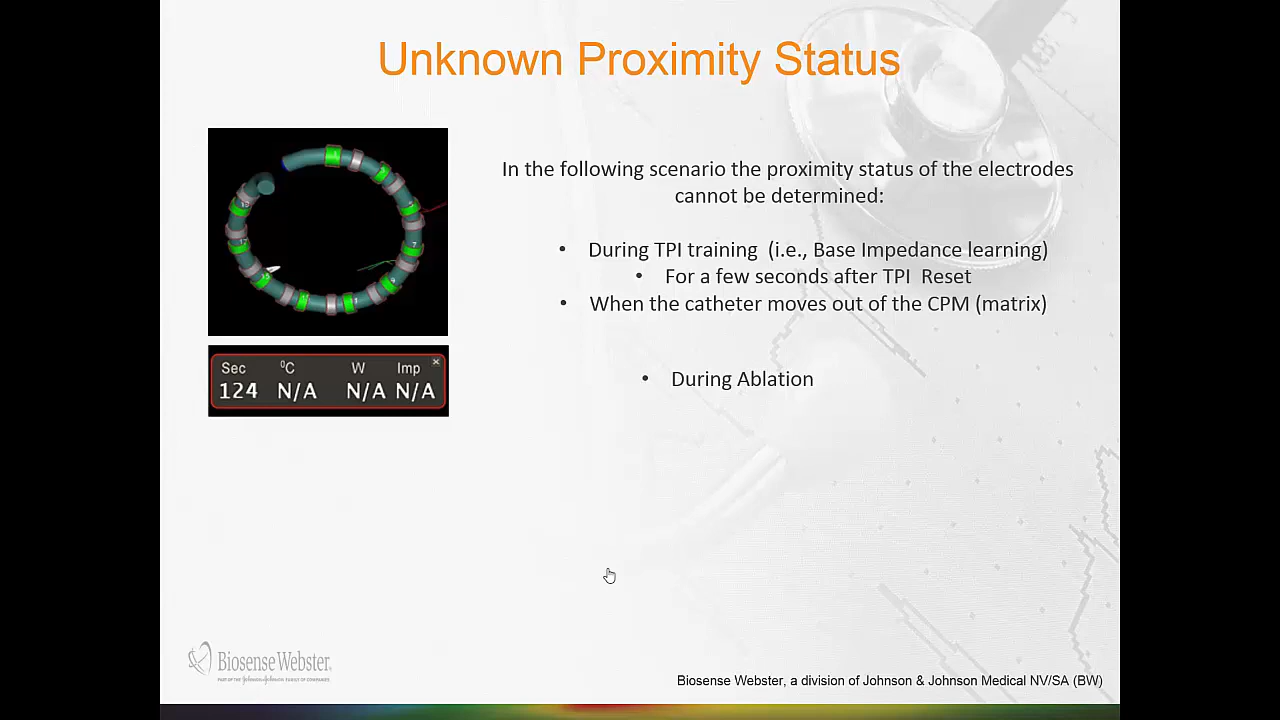 Unknown Proximity Status
In the following scenario the proximity status of the electrodes
cannot be determined:
• During TPI training (i.e., Base Impedance learning)
• For a few seconds after TPI Reset
• When the catheter moves out of the CPM (matrix)
• During Ablation
Sec ⁰C W Imp ×
124 N/A N/A N/A
Biosense Webster
PART OF THE Johnson & Johnson FAMILY OF COMPANIES
Biosense Webster, a division of Johnson & Johnson Medical NV/SA (BW)